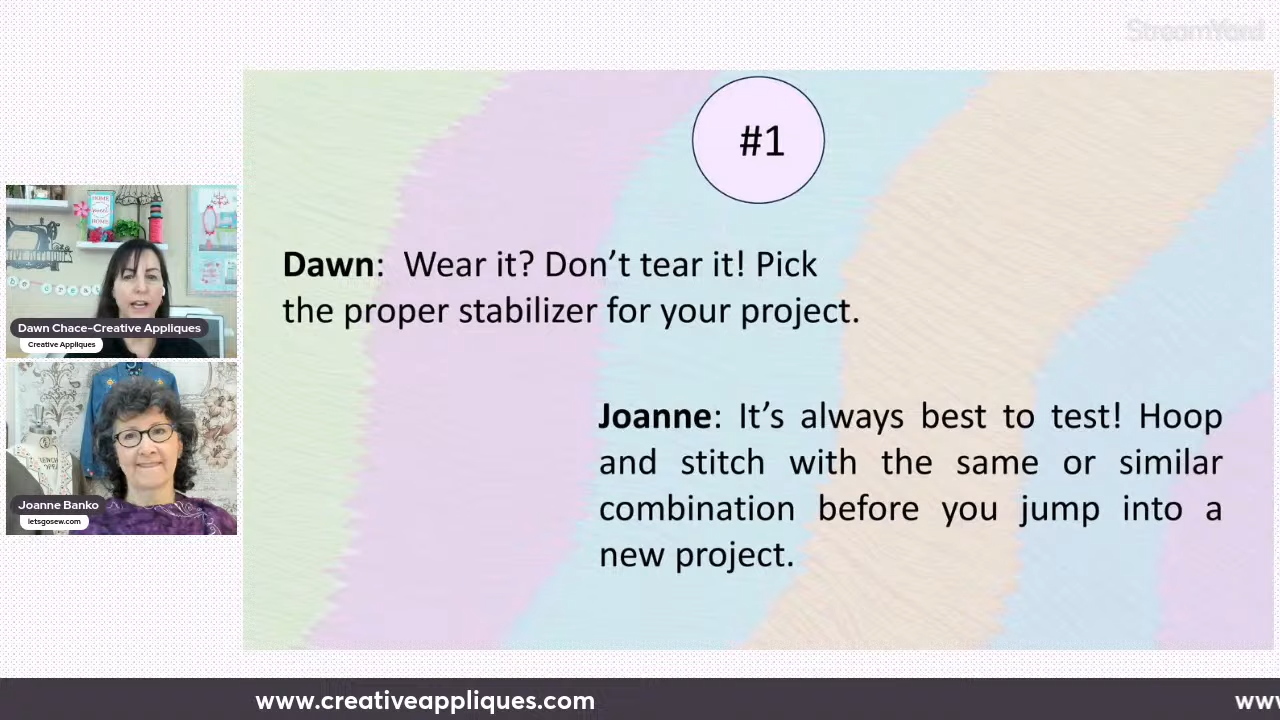 StreamYard
#1
Dawn: Wear it? Don't tear it! Pick
the proper stabilizer for your project.
Joanne: It's always best to test! Hoop
and stitch with the same or similar
combination before you jump into a
new project.
Dawn Chace-Creative Appliques
Creative Appliques
Joanne Banko
letsgosew.com
www.creativeappliques.com